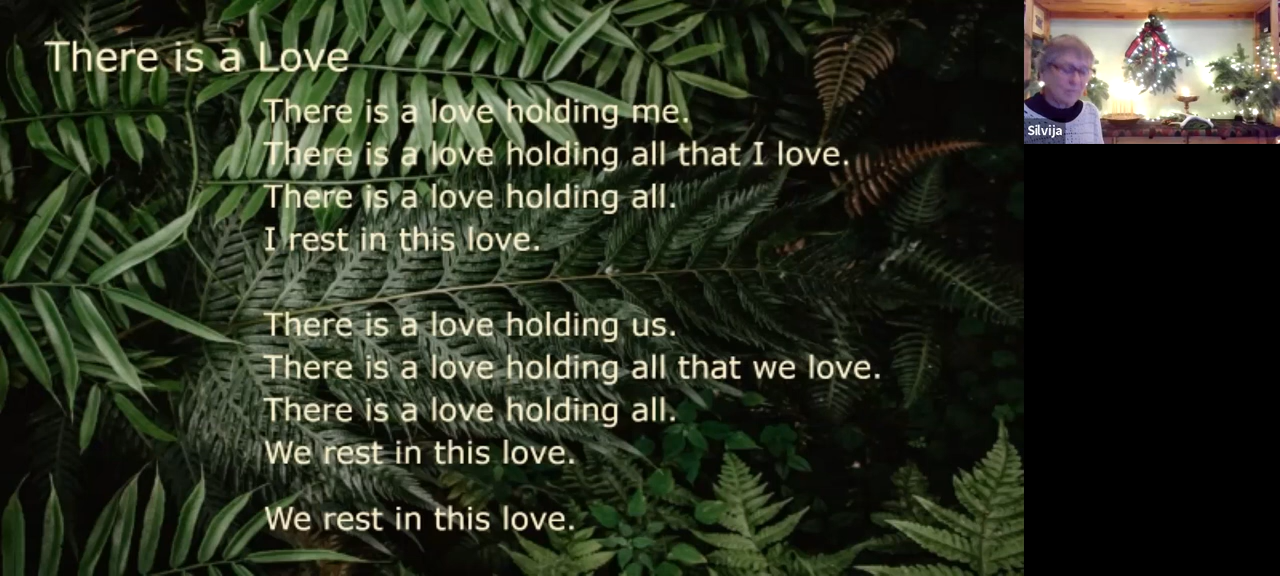 There is a Love
There is a love holding me.
There is a love holding all that I love.
There is a love holding all.
I rest in this love.
There is a love holding us.
There is a love holding all that we love.
There is a love holding all.
We rest in this love.
We rest in this love.
Silvija